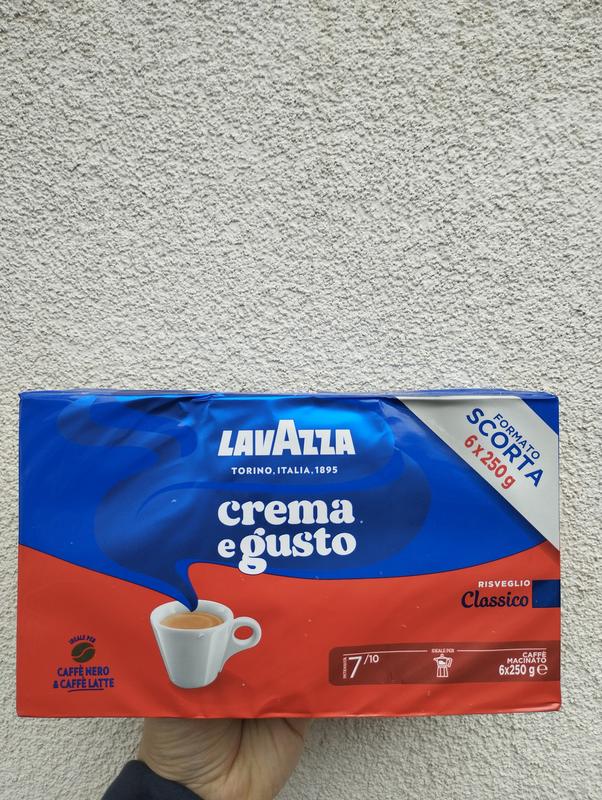 LAVAZZA
TORINO, ITALIA, 1895
crema
e gusto
FORMATO
SCORTA
6 x 250 g
RISVEGLIO
Classico
IDEALE PER
CAFFÈ NERO
& CAFFÈ LATTE
INTENSITÀ
7/10
IDEALE PER
CAFFÈ
MACINATO
6x250 g e